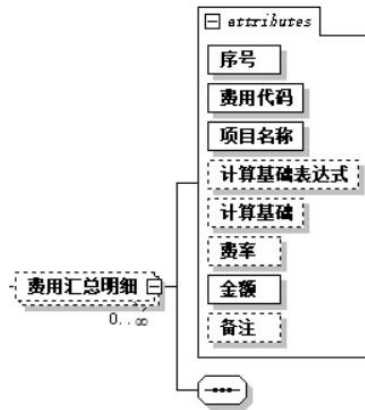 attributes
序号
费用代码
项目名称
计算基础表达式
计算基础
费率
费用汇总明细
0..∞
金额
备注